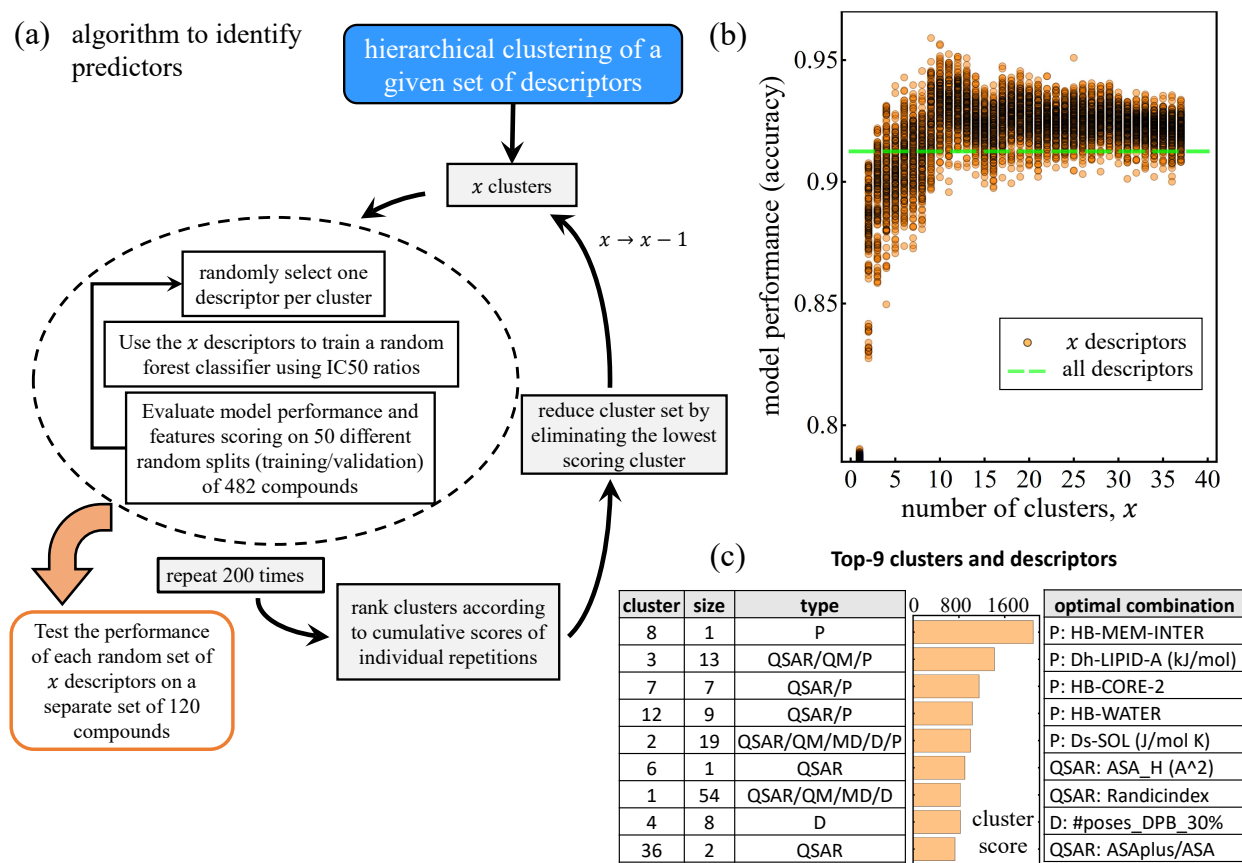 (a) algorithm to identify
predictors
hierarchical clustering of a
given set of descriptors
x clusters
x → x − 1
randomly select one
descriptor per cluster
Use the x descriptors to train a random
forest classifier using IC50 ratios
Evaluate model performance and
features scoring on 50 different
random splits (training/validation)
of 482 compounds
reduce cluster set by
eliminating the lowest
scoring cluster
repeat 200 times
rank clusters according
to cumulative scores of
individual repetitions
Test the performance
of each random set of
x descriptors on a
separate set of 120
compounds
(b)
model performance (accuracy)
0.95
0.9
0.85
0.8
x descriptors
all descriptors
0 5 10 15 20 25 30 35 40
number of clusters, x
(c) Top-9 clusters and descriptors
cluster size type 0 800 1600 optimal combination
8 1 P P: HB-MEM-INTER
3 13 QSAR/QM/P P: Dh-LIPID-A (kJ/mol)
7 7 QSAR/P P: HB-CORE-2
12 9 QSAR/P P: HB-WATER
2 19 QSAR/QM/MD/D/P P: Ds-SOL (J/mol K)
6 1 QSAR QSAR: ASA_H (A^2)
1 54 QSAR/QM/MD/D QSAR: Randicindex
4 8 D D: #poses_DPB_30%
36 2 QSAR QSAR: ASAplus/ASA
cluster
score